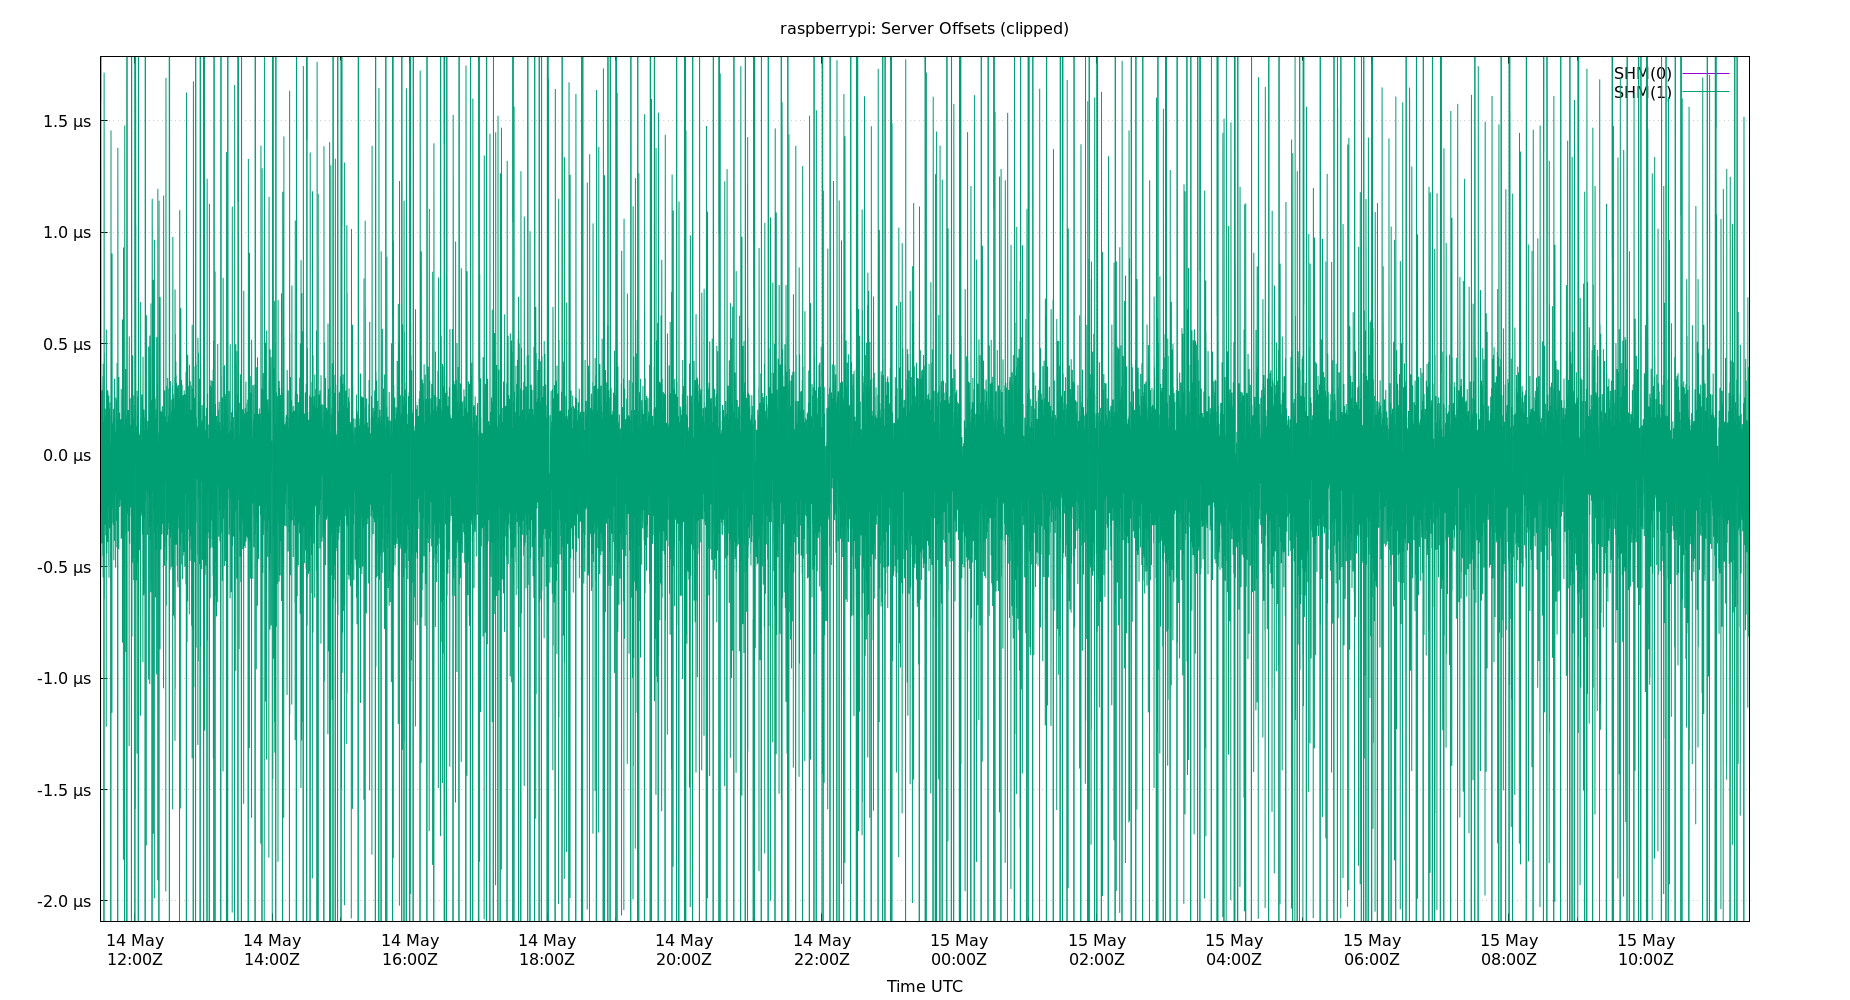 raspberrypi: Server Offsets (clipped)
SHM(0)
SHM(1)
1.5 µs
1.0 µs
0.5 µs
0.0 µs
-0.5 µs
-1.0 µs
-1.5 µs
-2.0 µs
14 May 14 May 14 May 14 May 14 May 14 May 15 May 15 May 15 May 15 May 15 May 15 May
12:00Z 14:00Z 16:00Z 18:00Z 20:00Z 22:00Z 00:00Z 02:00Z 04:00Z 06:00Z 08:00Z 10:00Z
Time UTC